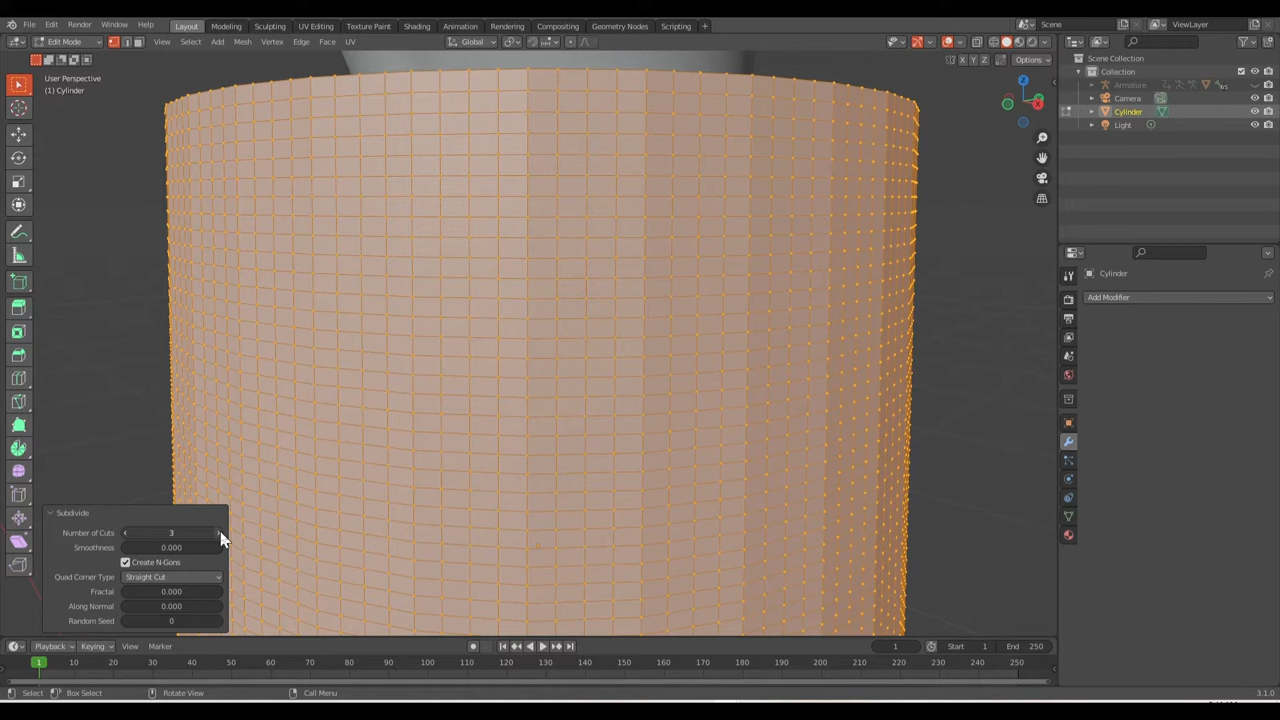 File Edit Render Window Help Layout Modeling Sculpting UV Editing Texture Paint Shading Animation Rendering Compositing Geometry Nodes Scripting + Scene ViewLayer
Edit Mode View Select Add Mesh Vertex Edge Face UV Global
X Y Z Options
User Perspective
(1) Cylinder
Scene Collection
Collection
Armature
Camera
Cylinder
Light
Cylinder
Add Modifier
Subdivide
Number of Cuts 3
Smoothness 0.000
Create N-Gons
Quad Corner Type Straight Cut
Fractal 0.000
Along Normal 0.000
Random Seed 0
Playback Keying View Marker 1 Start 1 End 250
1 10 20 30 40 50 60 70 80 90 100 110 120 130 140 150 160 170 180 190 200 210 220 230 240 250
Select Box Select Rotate View Call Menu 3.1.0